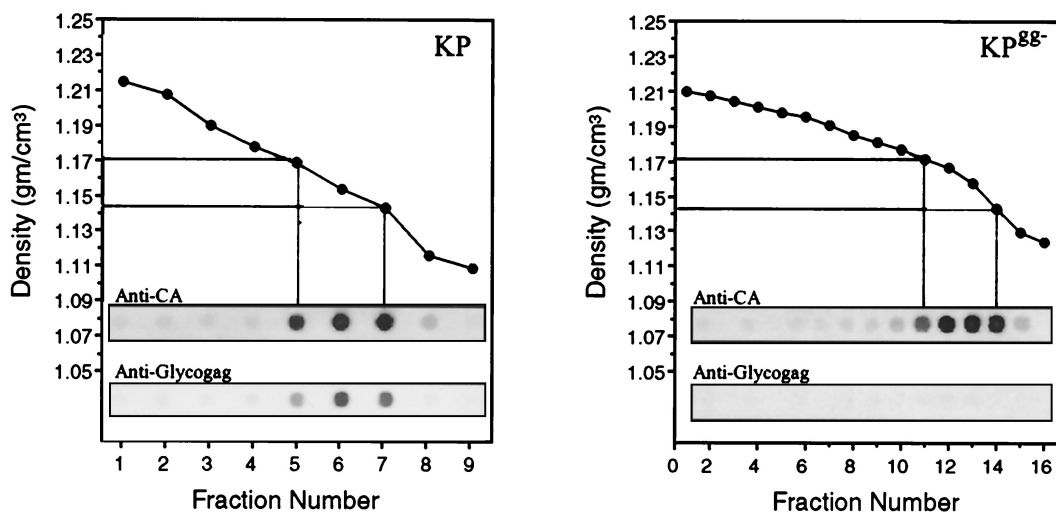 KP
Density (gm/cm³)
1.25
1.23
1.21
1.19
1.17
1.15
1.13
1.11
1.09
1.07
1.05
Anti-CA
Anti-Glycogag
1 2 3 4 5 6 7 8 9
Fraction Number
KPgg-
Density (gm/cm³)
1.25
1.23
1.21
1.19
1.17
1.15
1.13
1.11
1.09
1.07
1.05
Anti-CA
Anti-Glycogag
0 2 4 6 8 10 12 14 16
Fraction Number